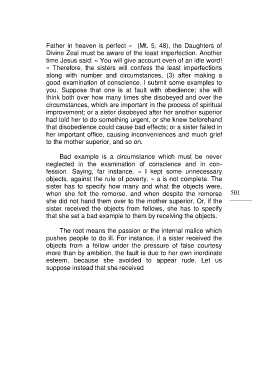 Father in heaven is perfect » (Mt. 5, 48), the Daughters of
Divine Zeal must be aware of the least imperfection. Another
time Jesus said: « You will give account even of an idle word!
» Therefore, the sisters will confess the least imperfections
along with number and circumstances, (3) after making a
good examination of conscience. I submit some examples to
you. Suppose that one is at fault with obedience; she will
think both over how many times she disobeyed and over the
circumstances, which are important in the process of spiritual
improvement; or a sister disobeyed after her another superior
had told her to do something urgent, or she knew beforehand
that disobedience could cause bad effects; or a sister failed in
her important office, causing inconveniences and much grief
to the mother superior, and so on.
Bad example is a circumstance which must be never
neglected in the examination of conscience and in con-
fession. Saying, far instance, « I kept some unnecessary
objects, against the rule of poverty, » a is not complete. The
sister has to specify how many and what the objects were,
when she felt the remorse, and when despite the remorse
she did not hand them over to the mother superior. Or, if the
sister received the objects from fellows, she has to specify
that she set a bad example to them by receiving the objects.
501
The root means the passion or the internal malice which
pushes people to do ill. For instance, if a sister received the
objects from a fellow under the pressure of false courtesy
more than by ambition, the fault is due to her own inordinate
esteem, because she avoided to appear rude. Let us
suppose instead that she received